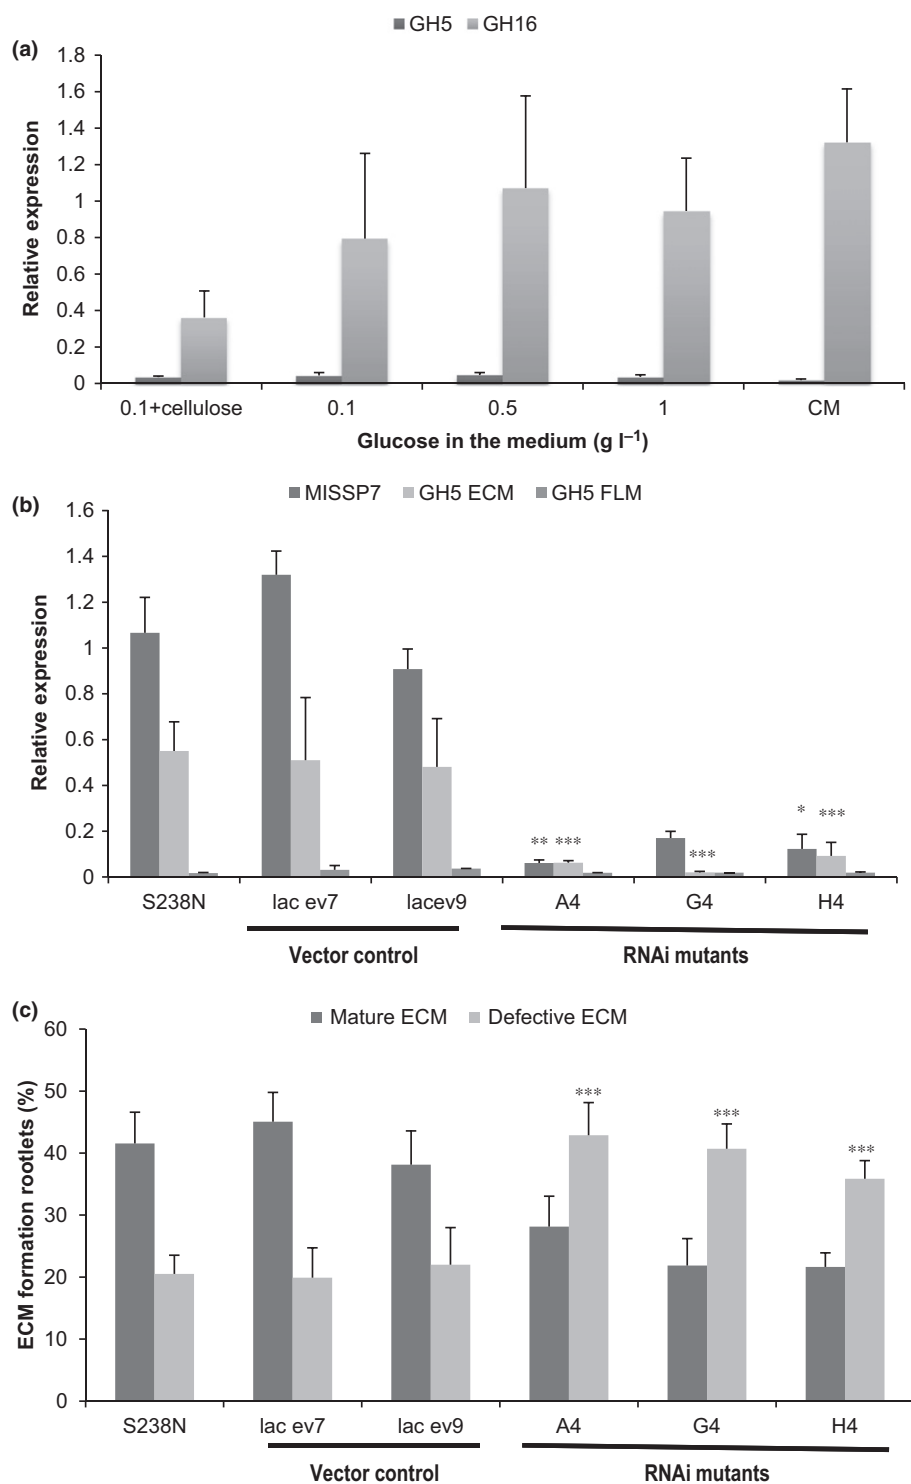 GH5 GH16
(a)
1.8
1.6
1.4
1.2
1
0.8
0.6
0.4
0.2
0
Relative expression
0.1+cellulose 0.1 0.5 1 CM
Glucose in the medium (g l–1)
MISSP7 GH5 ECM GH5 FLM
(b)
1.6
1.4
1.2
1
0.8
0.6
0.4
0.2
0
Relative expression
** *** *** * ***
S238N lac ev7 lacev9 A4 G4 H4
Vector control RNAi mutants
(c)
Mature ECM Defective ECM
60
50
40
30
20
10
0
ECM formation rootlets (%)
*** *** ***
S238N lac ev7 lac ev9 A4 G4 H4
Vector control RNAi mutants